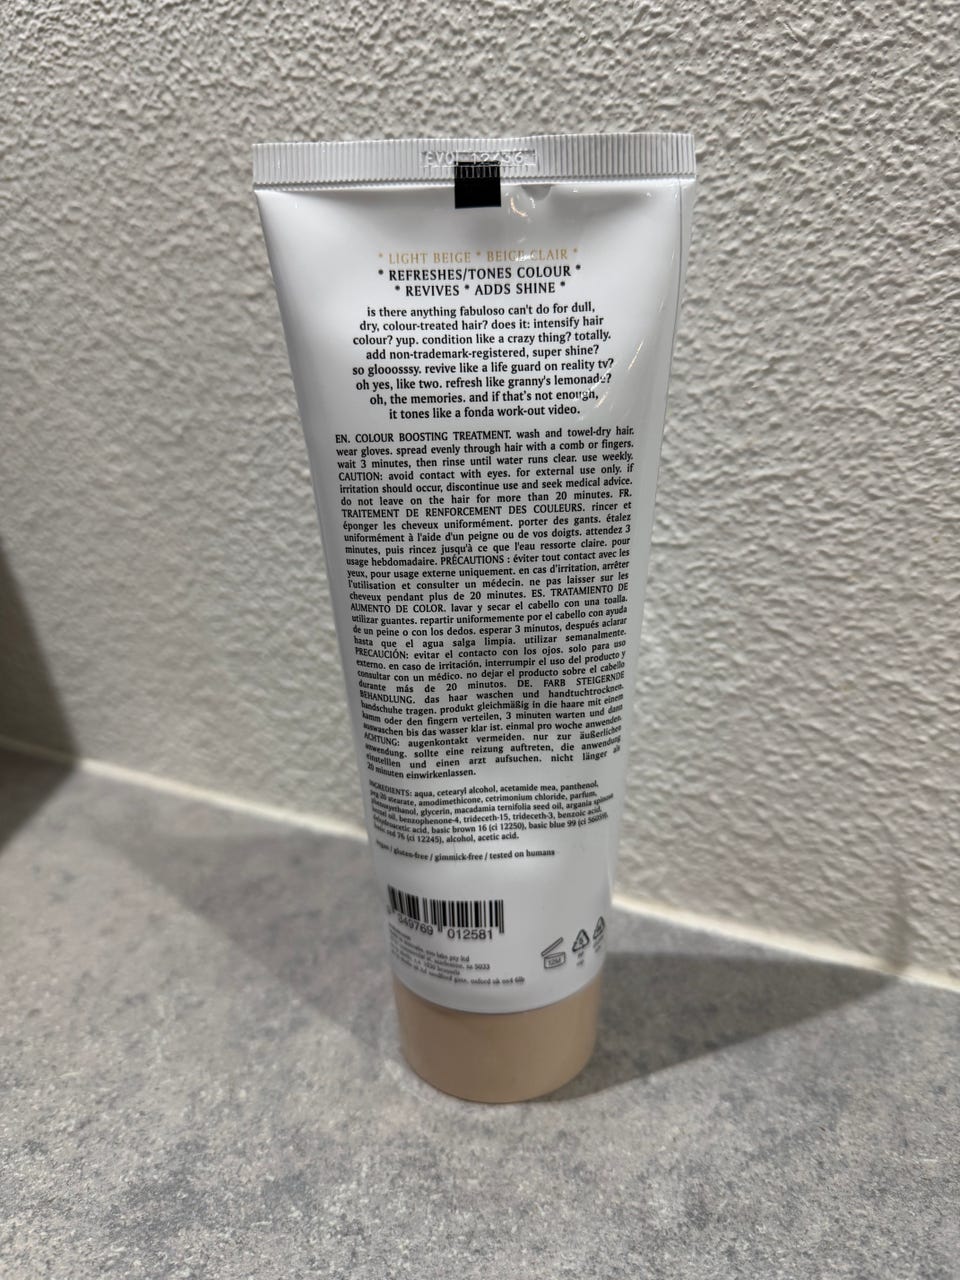 EVO 12436
* LIGHT BEIGE * BEIGE CLAIR *
* REFRESHES/TONES COLOUR *
* REVIVES * ADDS SHINE *
is there anything fabuloso can't do for dull,
dry, colour-treated hair? does it: intensify hair
colour? yup. condition like a crazy thing? totally.
add non-trademark-registered, super shine?
so glooosssy. revive like a life guard on reality tv?
oh yes, like two. refresh like granny's lemonade?
oh, the memories. and if that's not enough,
it tones like a fonda work-out video.
EN. COLOUR BOOSTING TREATMENT. wash and towel-dry hair.
wear gloves. spread evenly through hair with a comb or fingers.
wait 3 minutes, then rinse until water runs clear. use weekly.
CAUTION: avoid contact with eyes. for external use only. if
irritation should occur, discontinue use and seek medical advice.
do not leave on the hair for more than 20 minutes. FR.
TRAITEMENT DE RENFORCEMENT DES COULEURS. rincer et
éponger les cheveux uniformément. porter des gants. étalez
uniformément à l'aide d'un peigne ou de vos doigts. attendez 3
minutes, puis rincez jusqu'à ce que l'eau ressorte claire. pour
usage hebdomadaire. PRÉCAUTIONS : éviter tout contact avec les
yeux, pour usage externe uniquement. en cas d'irritation, arrêter
l'utilisation et consulter un médecin. ne pas laisser sur les
cheveux pendant plus de 20 minutes. ES. TRATAMIENTO DE
AUMENTO DE COLOR. lavar y secar el cabello con una toalla.
utilizar guantes. repartir uniformemente por el cabello con ayuda
de un peine o con los dedos. esperar 3 minutos, después aclarar
hasta que el agua salga limpia. utilizar semanalmente.
PRECAUCIÓN: evitar el contacto con los ojos. solo para uso
externo. en caso de irritación, interrumpir el uso del producto y
consultar con un médico. no dejar el producto sobre el cabello
durante más de 20 minutos. DE. FARB STEIGERNDE
BEHANDLUNG. das haar waschen und handtuchtrocknen.
handschuhe tragen. produkt gleichmäßig in die haare mit einem
kamm oder den fingern verteilen, 3 minuten warten und dann
auswaschen bis das wasser klar ist. einmal pro woche anwenden.
ACHTUNG: augenkontakt vermeiden. nur zur äußerlichen
anwendung. sollte eine reizung auftreten, die anwendung
einstellen und einen arzt aufsuchen. nicht länger als
20 minuten einwirkenlassen.
INGREDIENTS: aqua, cetearyl alcohol, acetamide mea, panthenol,
peg 20 stearate, amodimethicone, cetrimonium chloride, parfum,
phenoxyethanol, glycerin, macadamia ternifolia seed oil, argania spinosa
kernel oil, benzophenone-4, trideceth-15, trideceth-3, benzoic acid,
dehydroacetic acid, basic brown 16 (ci 12250), basic blue 99 (ci 56059),
basic red 76 (ci 12245), alcohol, acetic acid.
vegan / gluten-free / gimmick-free / tested on humans
349769 012581
12M